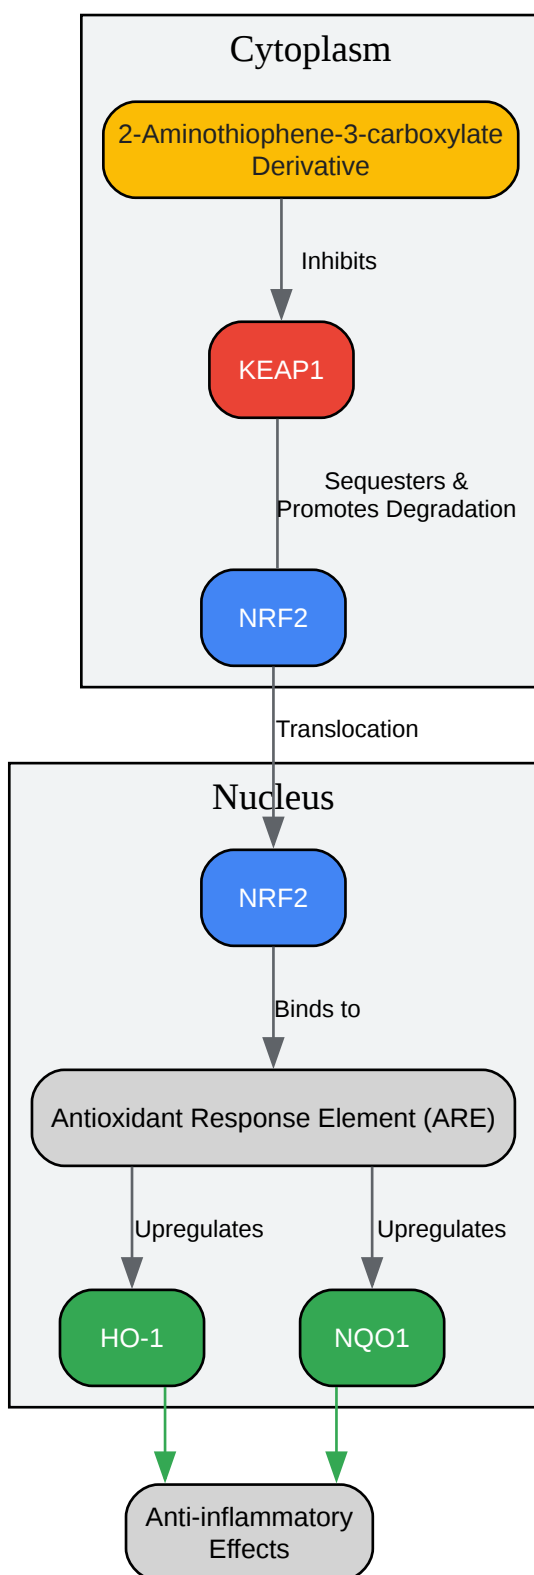 Cytoplasm
2-Aminothiophene-3-carboxylate
Derivative
Inhibits
KEAP1
Sequesters &
Promotes Degradation
NRF2
Translocation
Nucleus
NRF2
Binds to
Antioxidant Response Element (ARE)
Upregulates
Upregulates
HO-1
NQO1
Anti-inflammatory
Effects